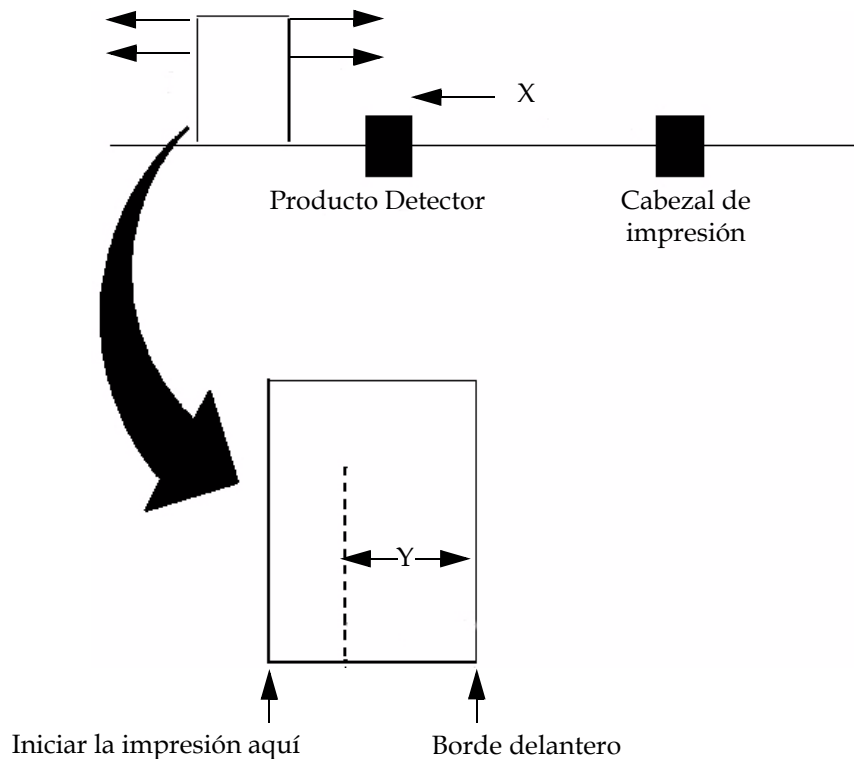 X
Producto Detector
Cabezal de
impresión
Y
Iniciar la impresión aquí
Borde delantero